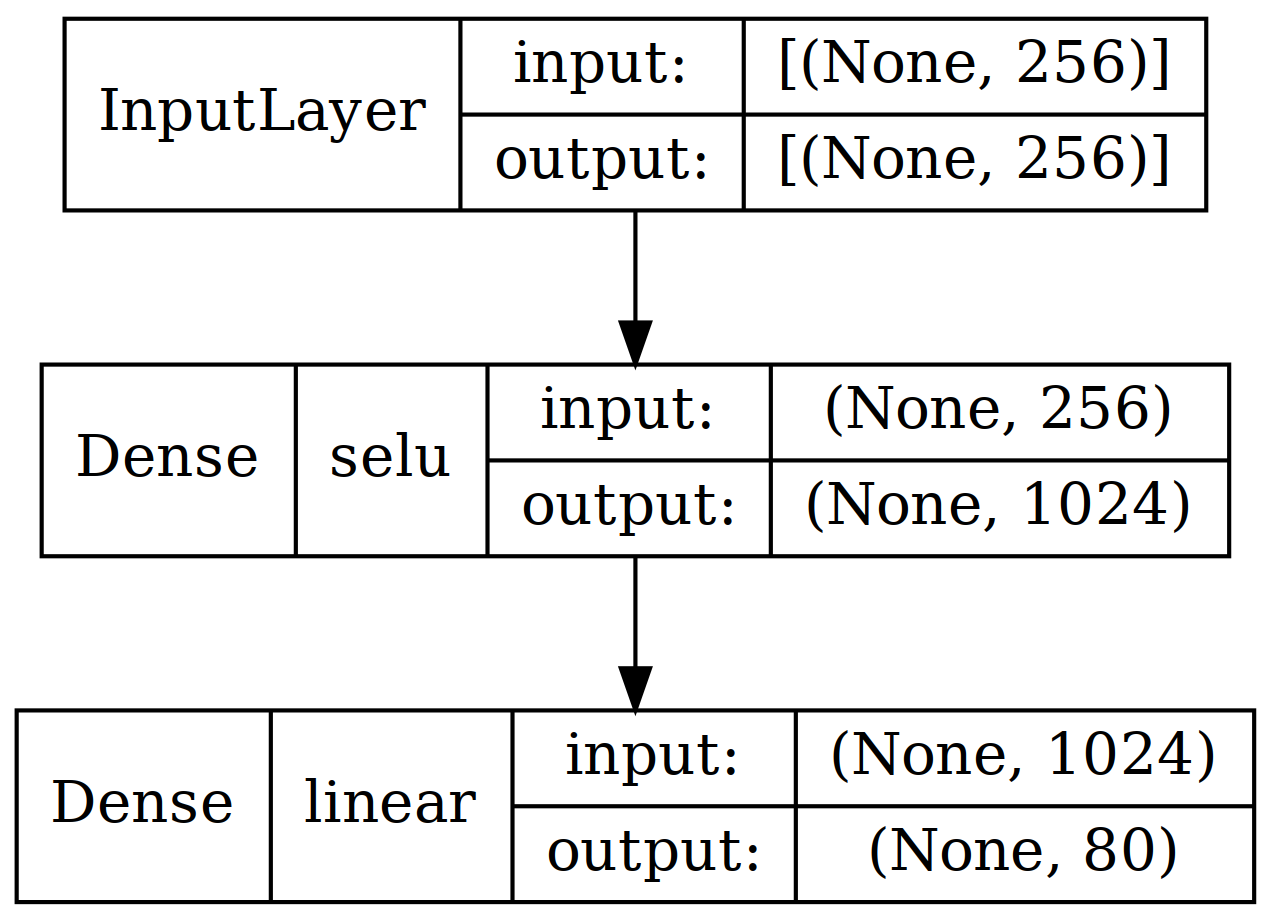 InputLayer
input: [(None, 256)]
output: [(None, 256)]
Dense
selu
input: (None, 256)
output: (None, 1024)
Dense
linear
input: (None, 1024)
output: (None, 80)